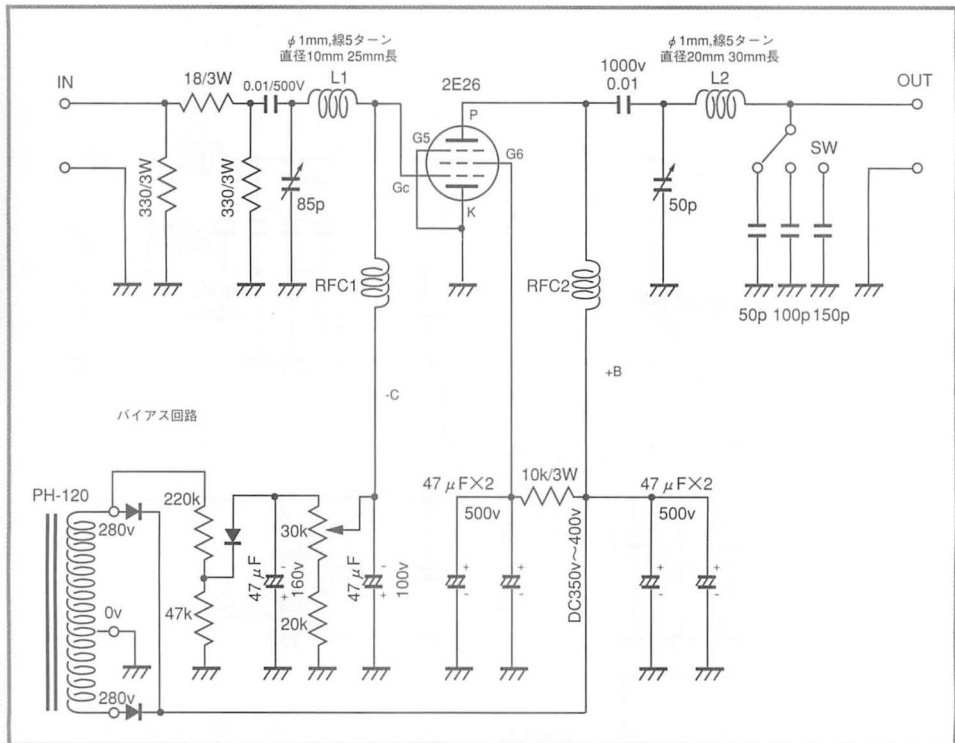 φ1mm,線5ターン
直径10mm 25mm長
φ1mm,線5ターン
直径20mm 30mm長
IN
18/3W
0.01/500V
L1
2E26
1000v
0.01
L2
OUT
P
G5
G6
Gc
K
SW
330/3W
330/3W
85p
50p
RFC1
RFC2
50p 100p 150p
-C
+B
バイアス回路
PH-120
280v
0v
280v
220k
47k
47μF
160v
-
+
30k
20k
47μF
100v
-
+
47μF×2
500v
+
-
+
-
10k/3W
DC350v～400v
47μF×2
500v
+
-
+
-